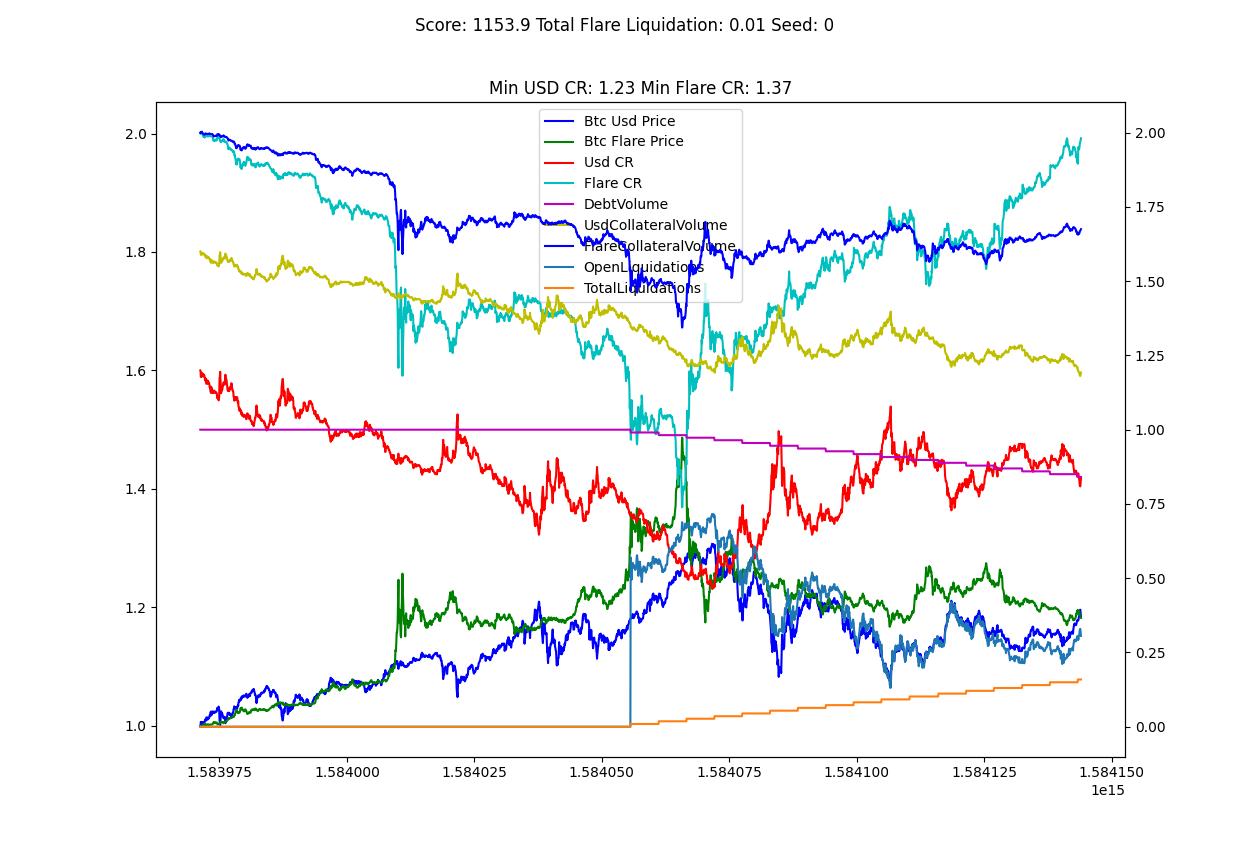 Score: 1153.9 Total Flare Liquidation: 0.01 Seed: 0
Min USD CR: 1.23 Min Flare CR: 1.37
Btc Usd Price
Btc Flare Price
Usd CR
Flare CR
DebtVolume
UsdCollateralVolume
FlareCollateralVolume
OpenLiquidations
TotalLiquidations
2.0
1.8
1.6
1.4
1.2
1.0
2.00
1.75
1.50
1.25
1.00
0.75
0.50
0.25
0.00
1.583975 1.584000 1.584025 1.584050 1.584075 1.584100 1.584125 1.584150
1e15